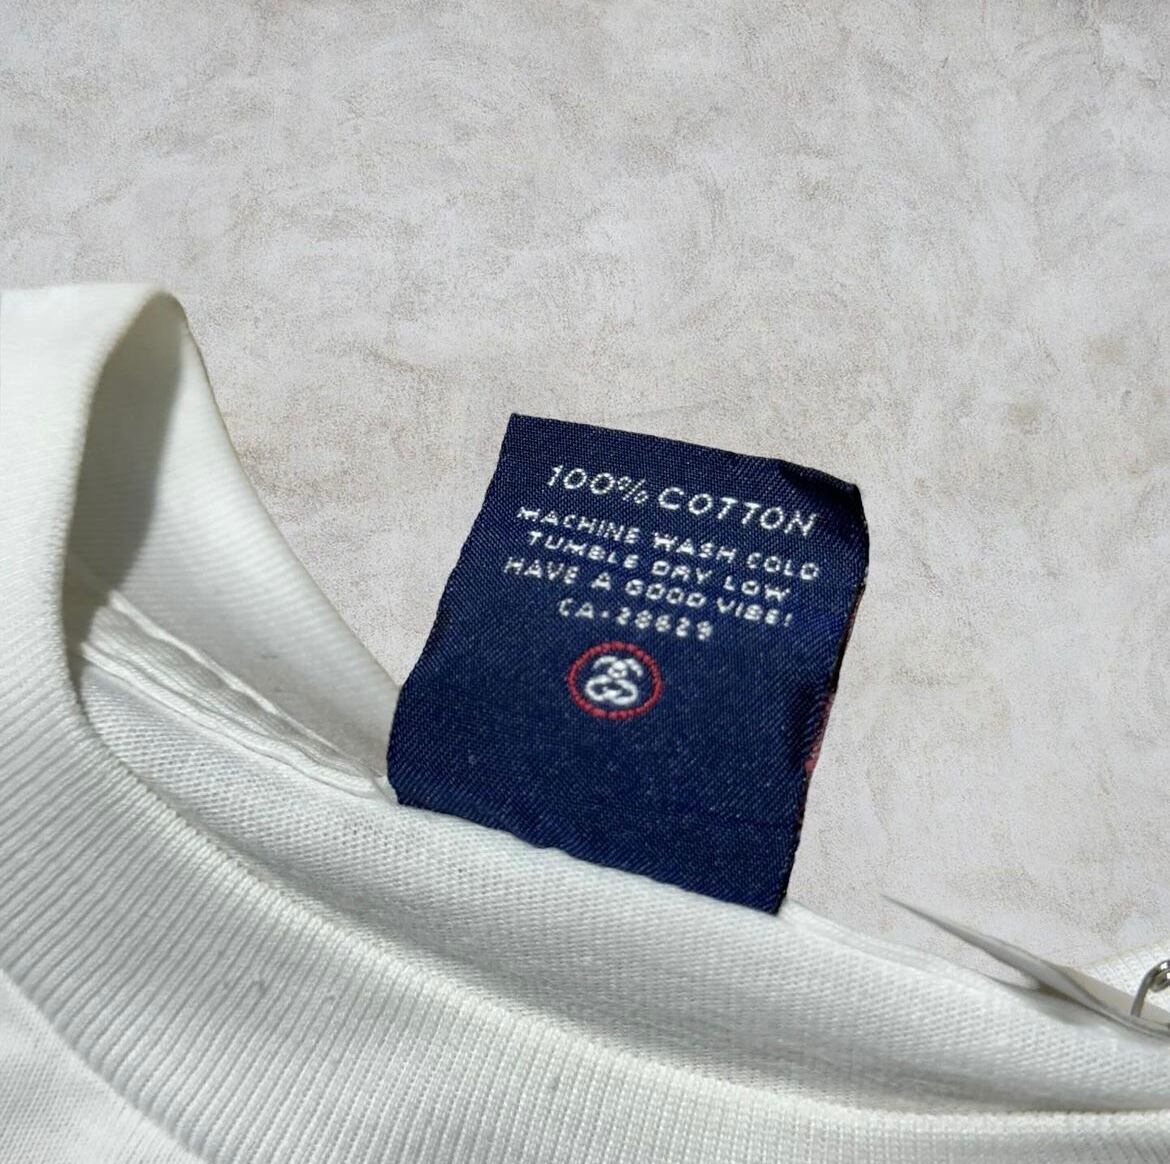 100% COTTON
MACHINE WASH COLD
TUMBLE DRY LOW
HAVE A GOOD VIBE!
CA-28629